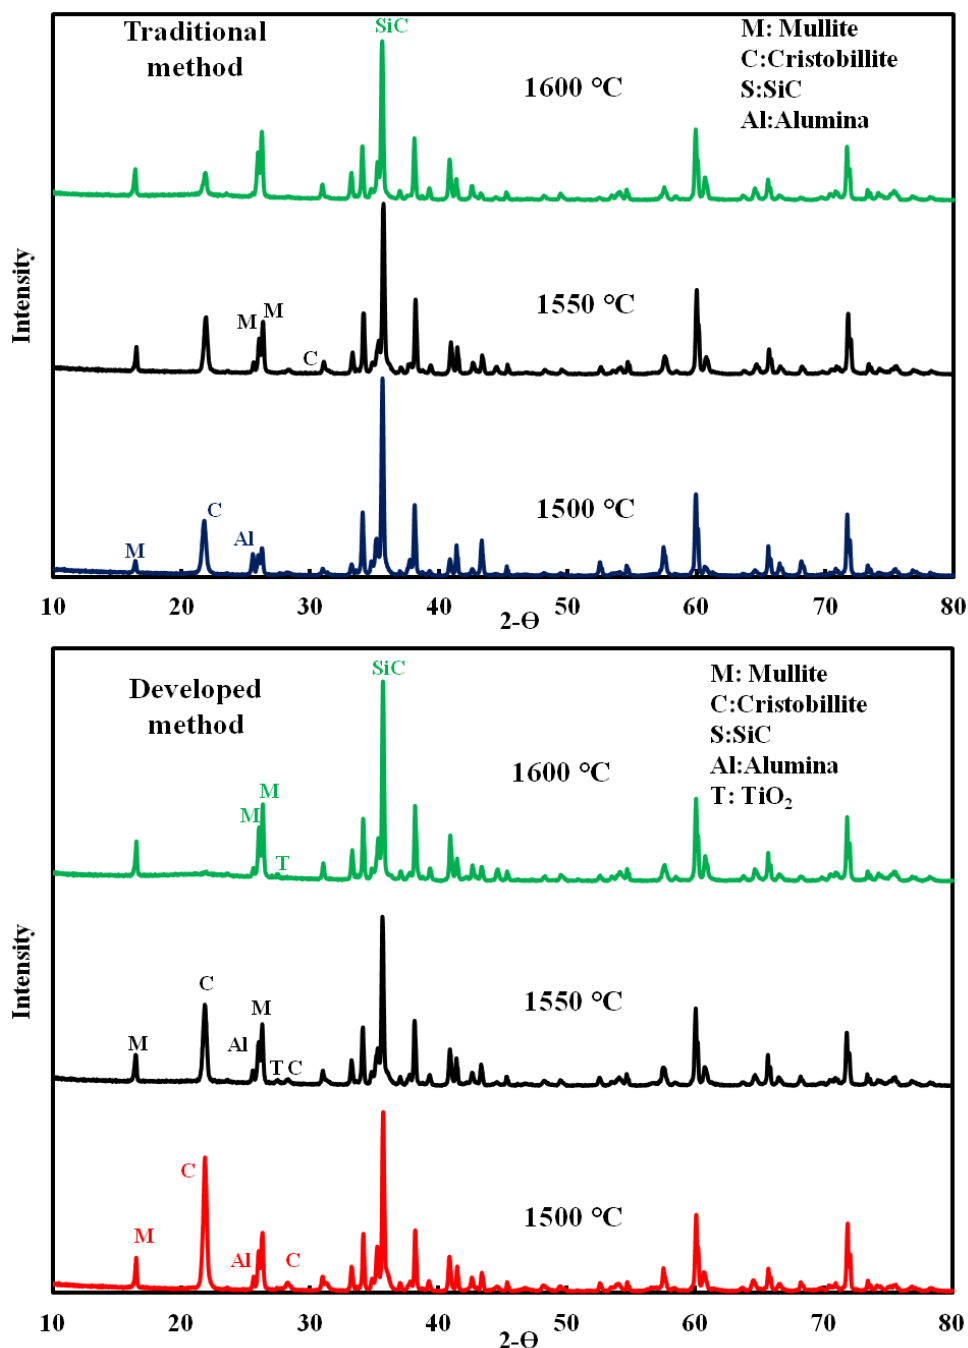 Traditional
method
SiC
M: Mullite
C:Cristobillite
S:SiC
Al:Alumina
1600 °C
Intensity
M
M
C
1550 °C
M
C
Al
1500 °C
10 20 30 40 50 60 70 80
2-Ɵ
Developed
method
SiC
M: Mullite
C:Cristobillite
S:SiC
Al:Alumina
T: TiO2
1600 °C
M
M
T
Intensity
M
C
Al
M
T C
1550 °C
M
C
Al
C
1500 °C
10 20 30 40 50 60 70 80
2-Ɵ